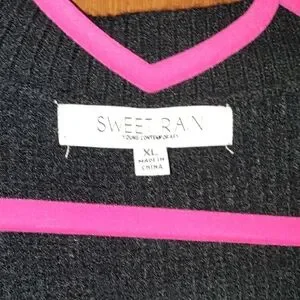 SWEET RAIN
YOUNG CONTEMPORARY
XL
MADE IN
CHINA